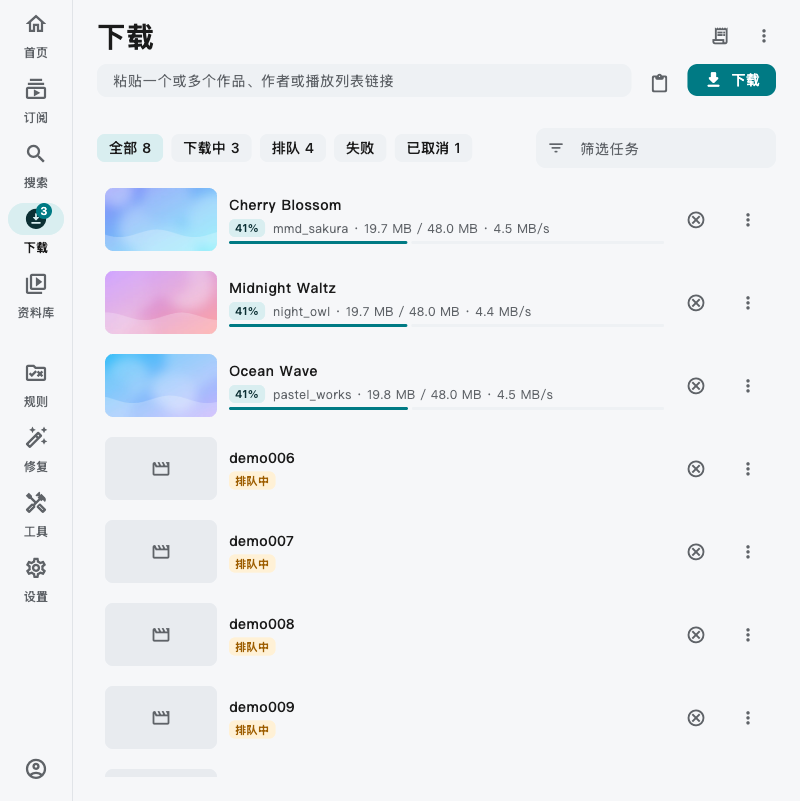 首页
订阅
搜索
3
下载
资料库
规则
修复
工具
设置
下载
粘贴一个或多个作品、作者或播放列表链接
下载
全部 8
下载中 3
排队 4
失败
已取消 1
筛选任务
Cherry Blossom
41% mmd_sakura · 19.7 MB / 48.0 MB · 4.5 MB/s
Midnight Waltz
41% night_owl · 19.7 MB / 48.0 MB · 4.4 MB/s
Ocean Wave
41% pastel_works · 19.8 MB / 48.0 MB · 4.5 MB/s
demo006
排队中
demo007
排队中
demo008
排队中
demo009
排队中